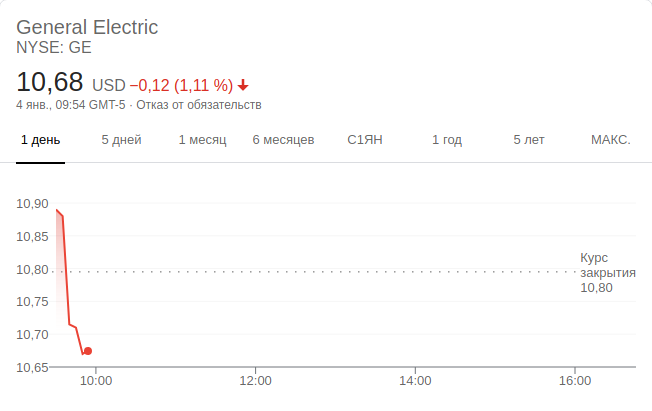 General Electric
NYSE: GE
10,68 USD −0,12 (1,11 %)
4 янв., 09:54 GMT-5 · Отказ от обязательств
1 день 5 дней 1 месяц 6 месяцев С1ЯН 1 год 5 лет МАКС.
10,90
10,85
10,80
10,75
10,70
10,65
Курс
закрытия
10,80
10:00 12:00 14:00 16:00